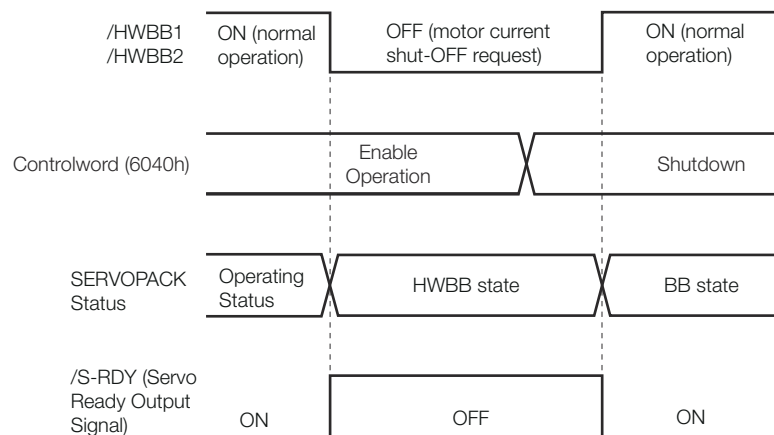 /HWBB1
/HWBB2
ON (normal
operation)
OFF (motor current
shut-OFF request)
ON (normal
operation)
Controlword (6040h)
Enable
Operation
Shutdown
SERVOPACK
Status
Operating
Status
HWBB state
BB state
/S-RDY (Servo
Ready Output
Signal)
ON
OFF
ON